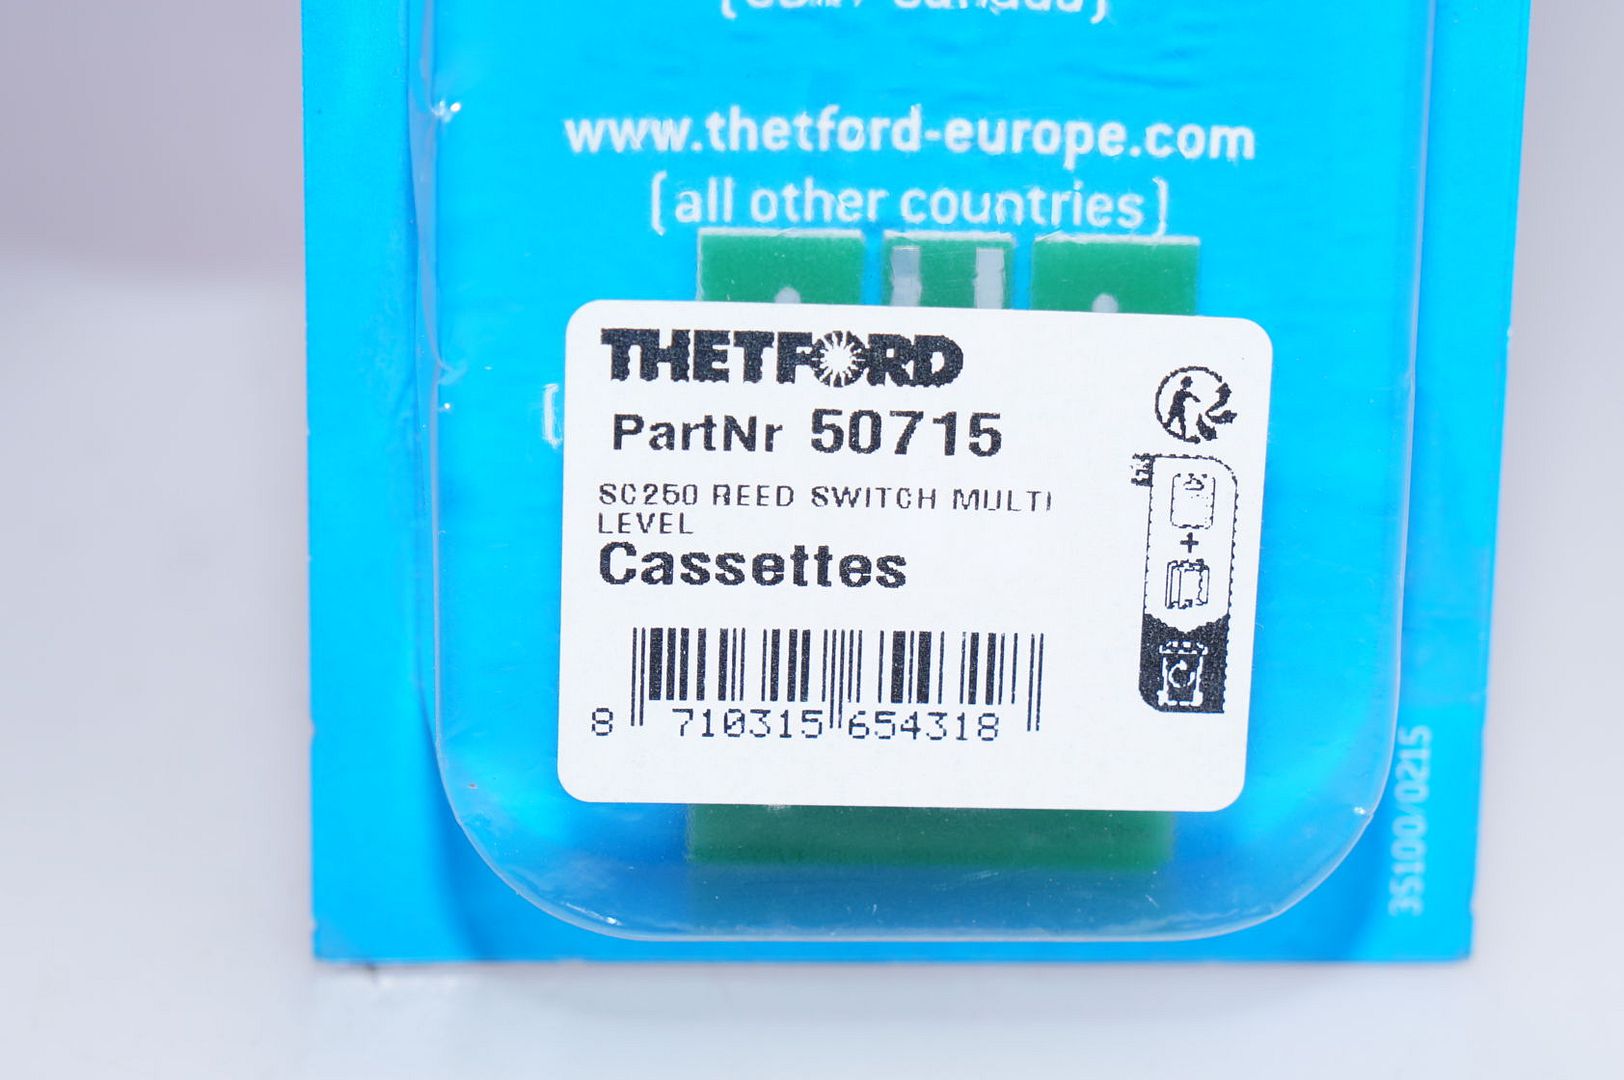 www.thetford-europe.com
(all other countries)
THETFORD
PartNr 50715
SC250 REED SWITCH MULTI
LEVEL
Cassettes
FR
+
8 710315 654318
35100/0215